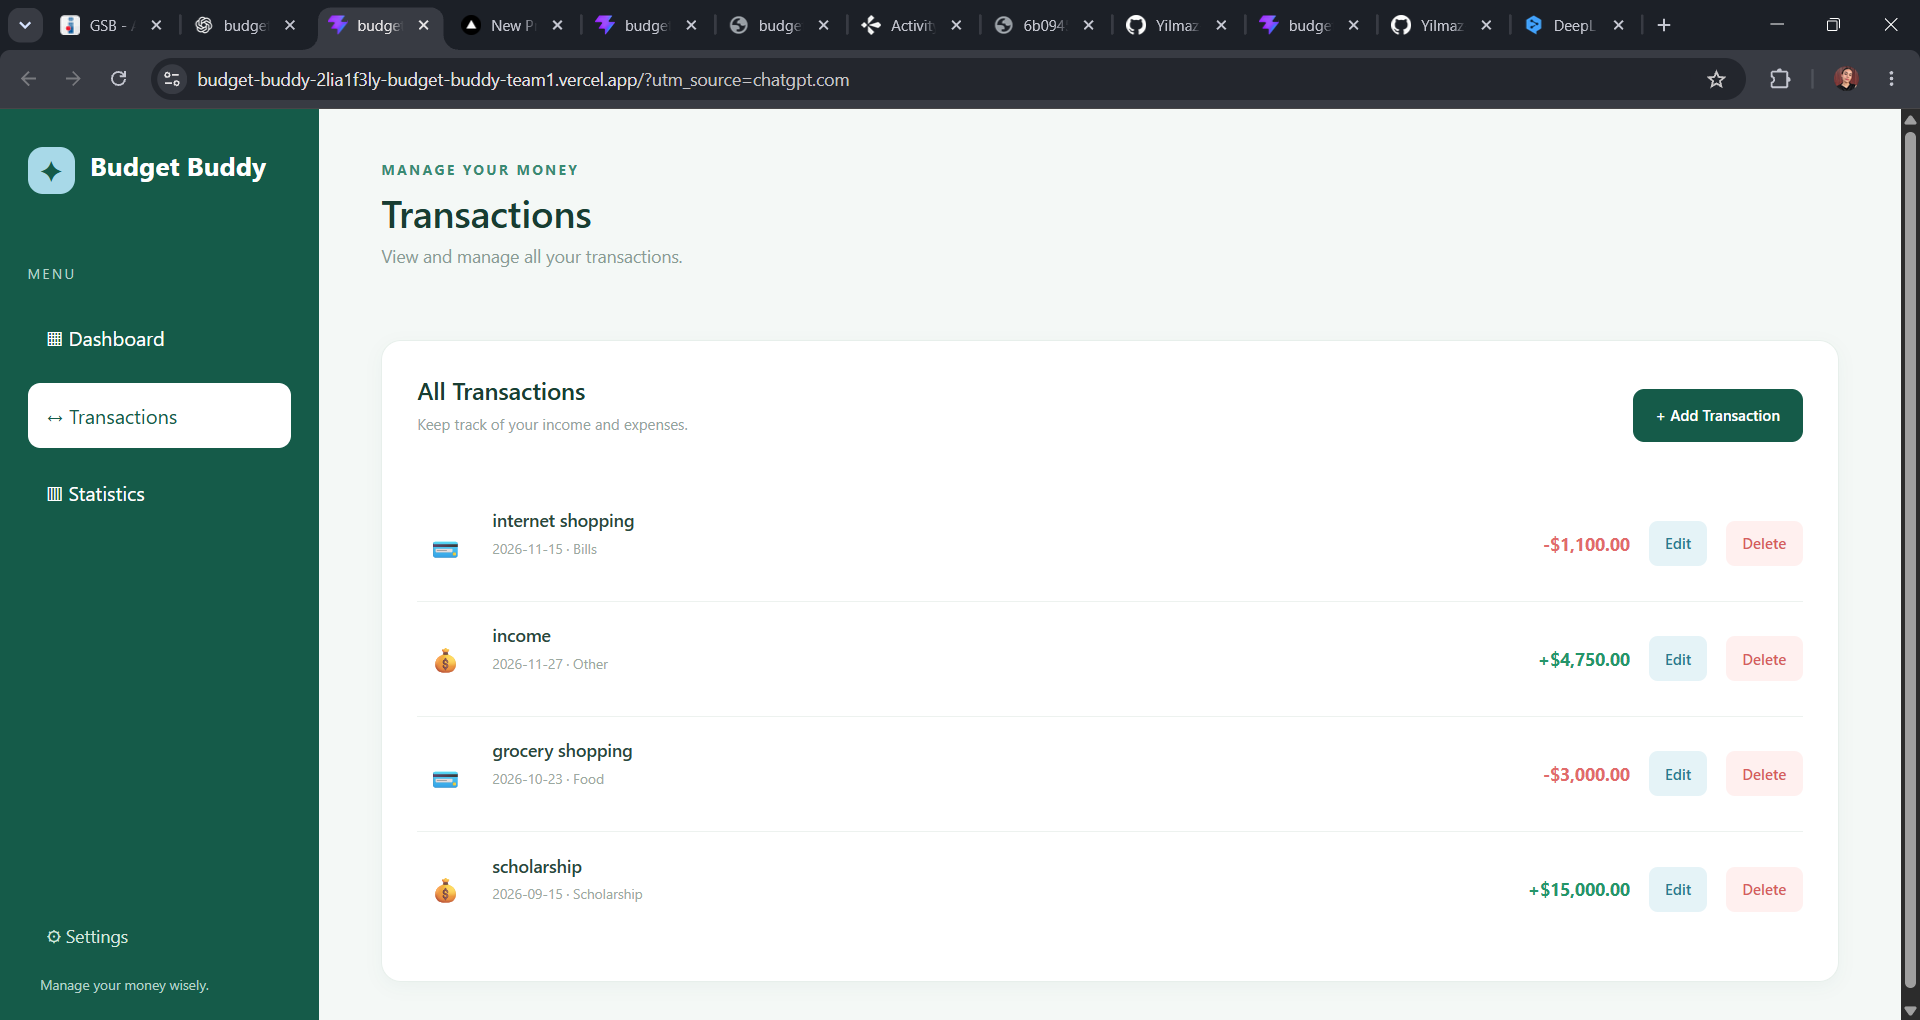 GSB - A
budge
budge
New P
budge
budge
Activit
6b094
Yilmaz
budge
Yilmaz
DeepL
budget-buddy-2lia1f3ly-budget-buddy-team1.vercel.app/?utm_source=chatgpt.com
Budget Buddy
MENU
Dashboard
Transactions
Statistics
Settings
Manage your money wisely.
MANAGE YOUR MONEY
Transactions
View and manage all your transactions.
All Transactions
Keep track of your income and expenses.
+ Add Transaction
internet shopping
2026-11-15 · Bills
-$1,100.00 Edit Delete
income
2026-11-27 · Other
+$4,750.00 Edit Delete
grocery shopping
2026-10-23 · Food
-$3,000.00 Edit Delete
scholarship
2026-09-15 · Scholarship
+$15,000.00 Edit Delete